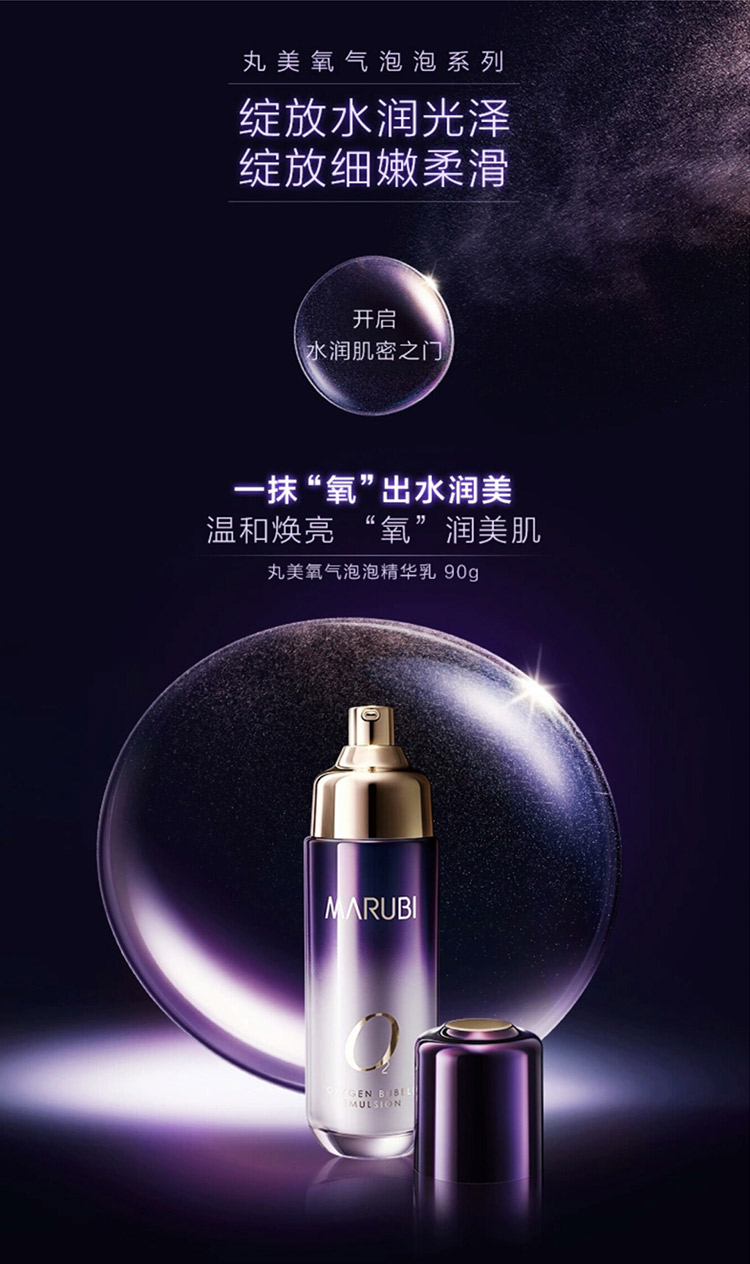 丸美氧气泡泡系列
绽放水润光泽
绽放细嫩柔滑
开启
水润肌密之门
一抹“氧”出水润美
温和焕亮 “氧”润美肌
丸美氧气泡泡精华乳 90g
MARUBI
O2
EMULSION